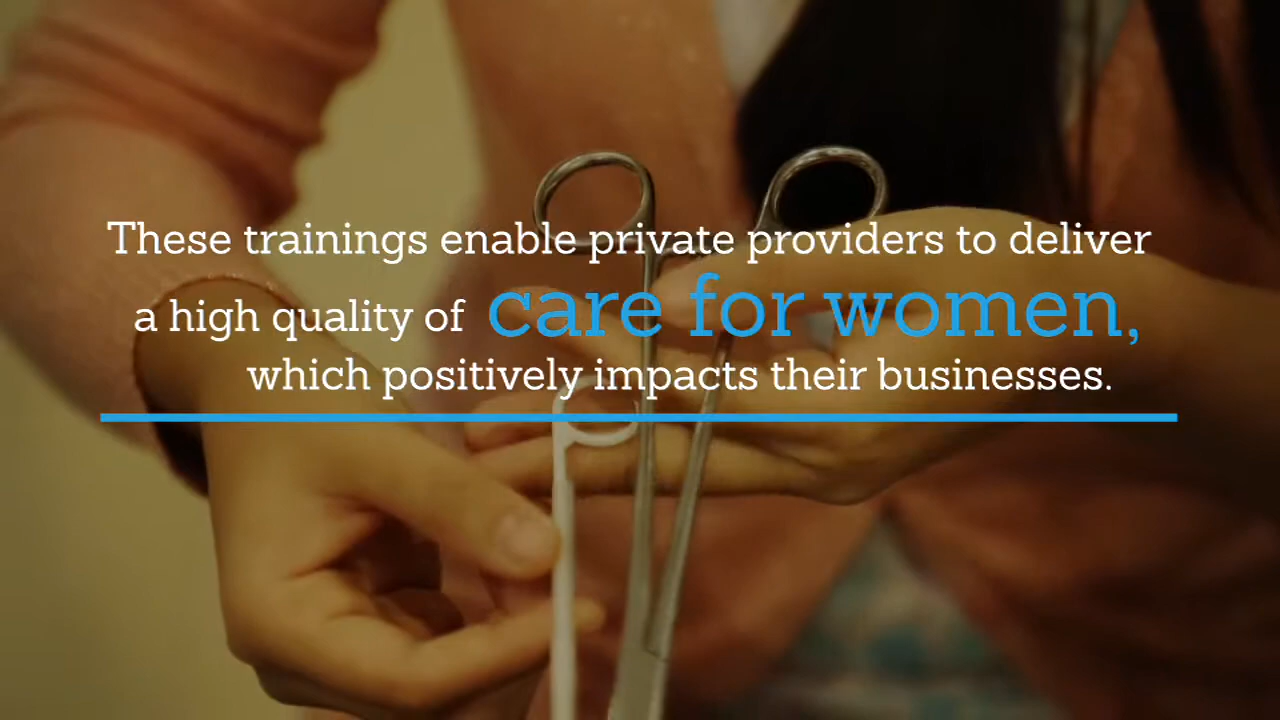 These trainings enable private providers to deliver
a high quality of care for women,
which positively impacts their businesses.